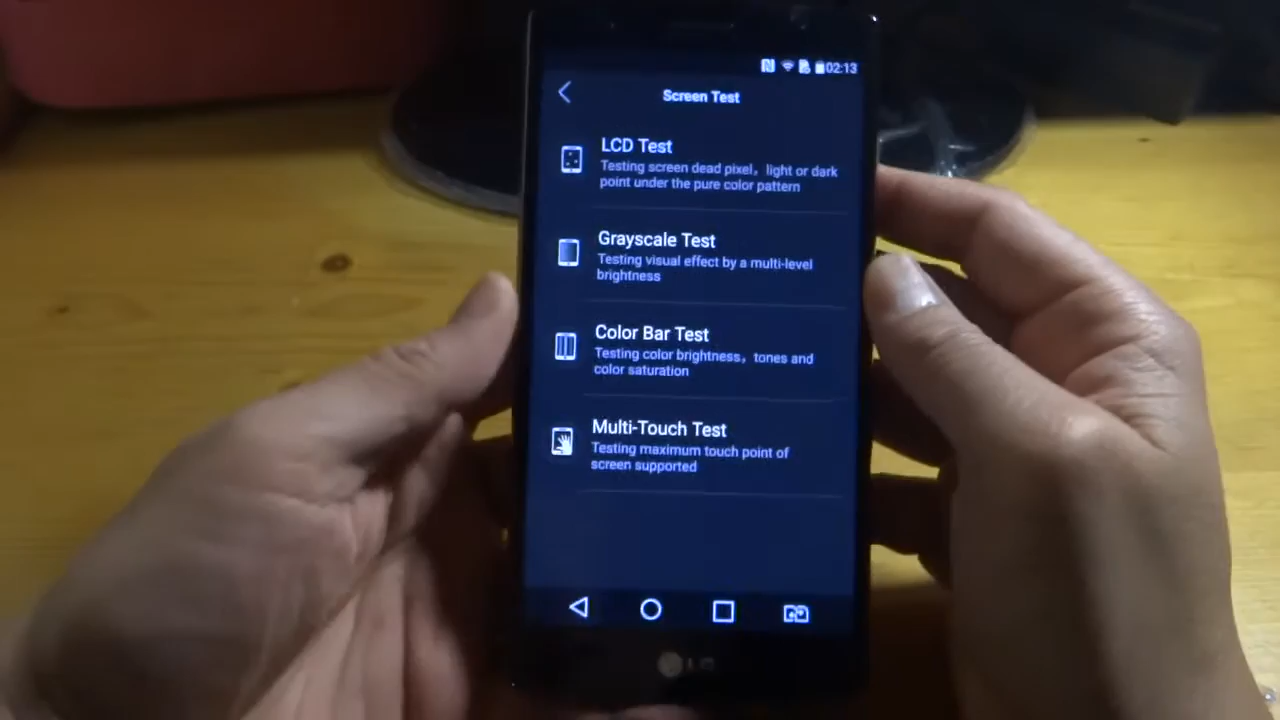 02:13
Screen Test
LCD Test
Testing screen dead pixel，light or dark
point under the pure color pattern
Grayscale Test
Testing visual effect by a multi-level
brightness
Color Bar Test
Testing color brightness，tones and
color saturation
Multi-Touch Test
Testing maximum touch point of
screen supported
LG